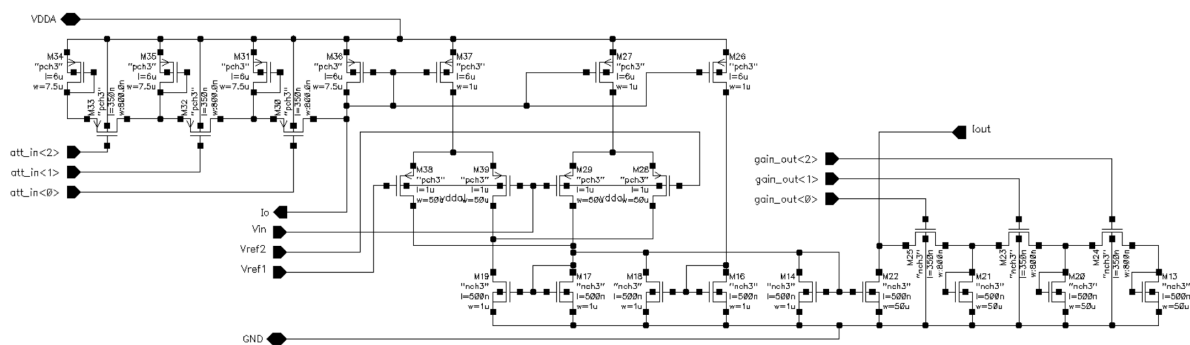 VDDA
M34
"pch3"
l=6u
w=7.5u
M35
"pch3"
l=6u
w=7.5u
M31
"pch3"
l=6u
w=7.5u
M36
"pch3"
l=6u
w=7.5u
M37
"pch3"
l=6u
w=1u
M27
"pch3"
l=6u
w=1u
M26
"pch3"
l=6u
w=1u
M33
"pch3"
l=350n
w:800.0n
M32
"pch3"
l=350n
w:800.0n
M30
"pch3"
l=350n
w:800.0n
att_in<2>
att_in<1>
att_in<0>
Io
Vin
Vref2
Vref1
M38
"pch3"
l=1u
w=50u
M39
"pch3"
l=1u
w=50u
M29
"pch3"
l=1u
w=50u
M28
"pch3"
l=1u
w=50u
Iout
gain_out<2>
gain_out<1>
gain_out<0>
M25
"nch3"
l=350n
w:800n
M23
"nch3"
l=350n
w:800n
M24
"nch3"
l=350n
w:800n
M19
"nch3"
l=500n
w=1u
M17
"nch3"
l=500n
w=1u
M18
"nch3"
l=500n
w=1u
M16
"nch3"
l=500n
w=1u
M14
"nch3"
l=500n
w=1u
M22
"nch3"
l=500n
w=50u
M21
"nch3"
l=500n
w=50u
M20
"nch3"
l=500n
w=50u
M13
"nch3"
l=500n
w=50u
GND